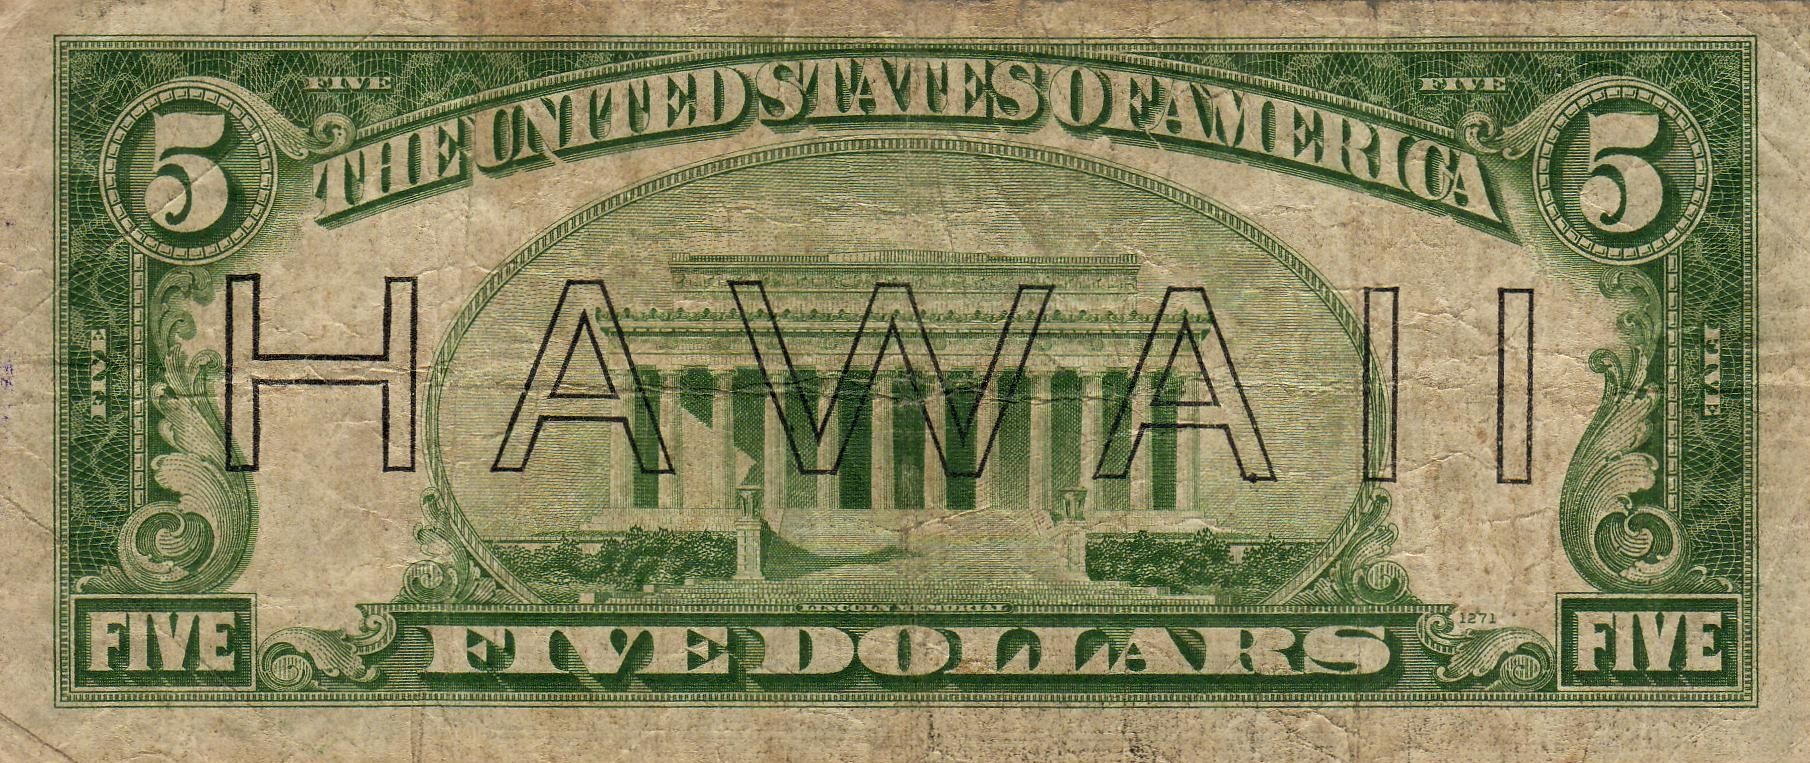 FIVE FIVE
5 THE UNITED STATES OF AMERICA 5
HAWAII
FIVE FIVE
LINCOLN MEMORIAL
FIVE FIVE DOLLARS 1271 FIVE